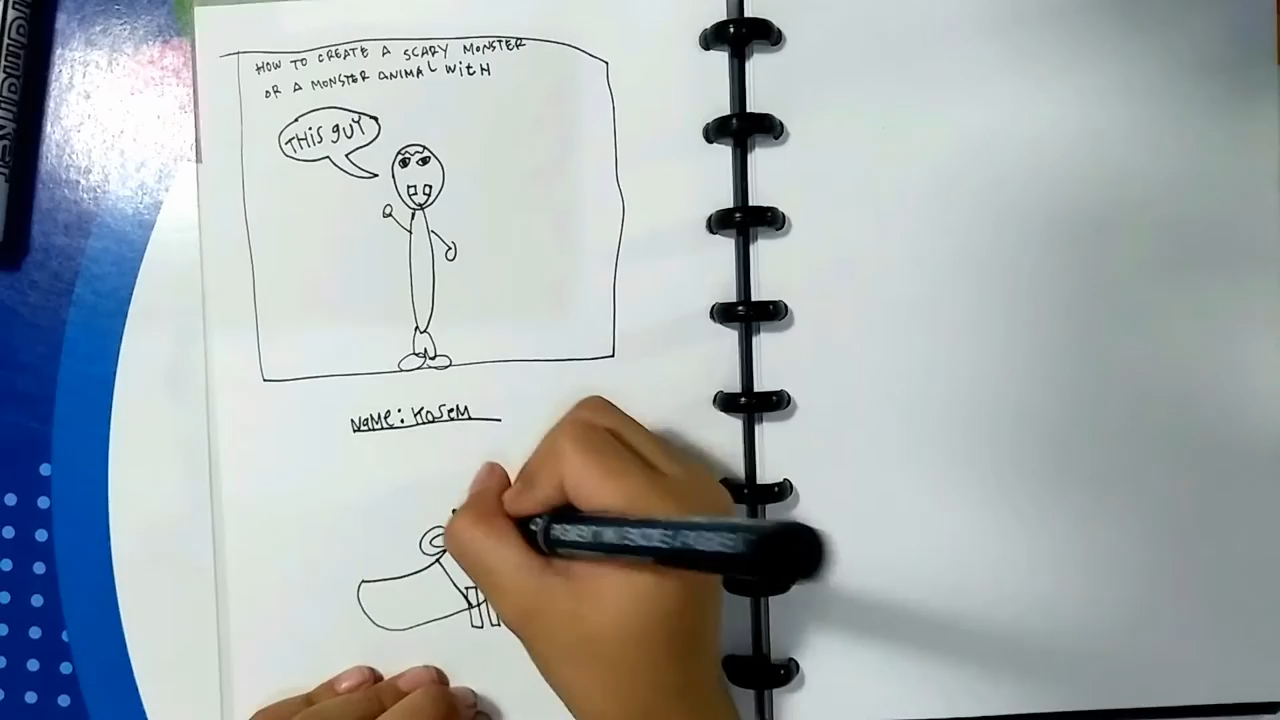 HOW TO CREATE A SCARY MONSTER
OR A MONSTER ANIMAL WitH
THiS gUY
NaMe: KoseM